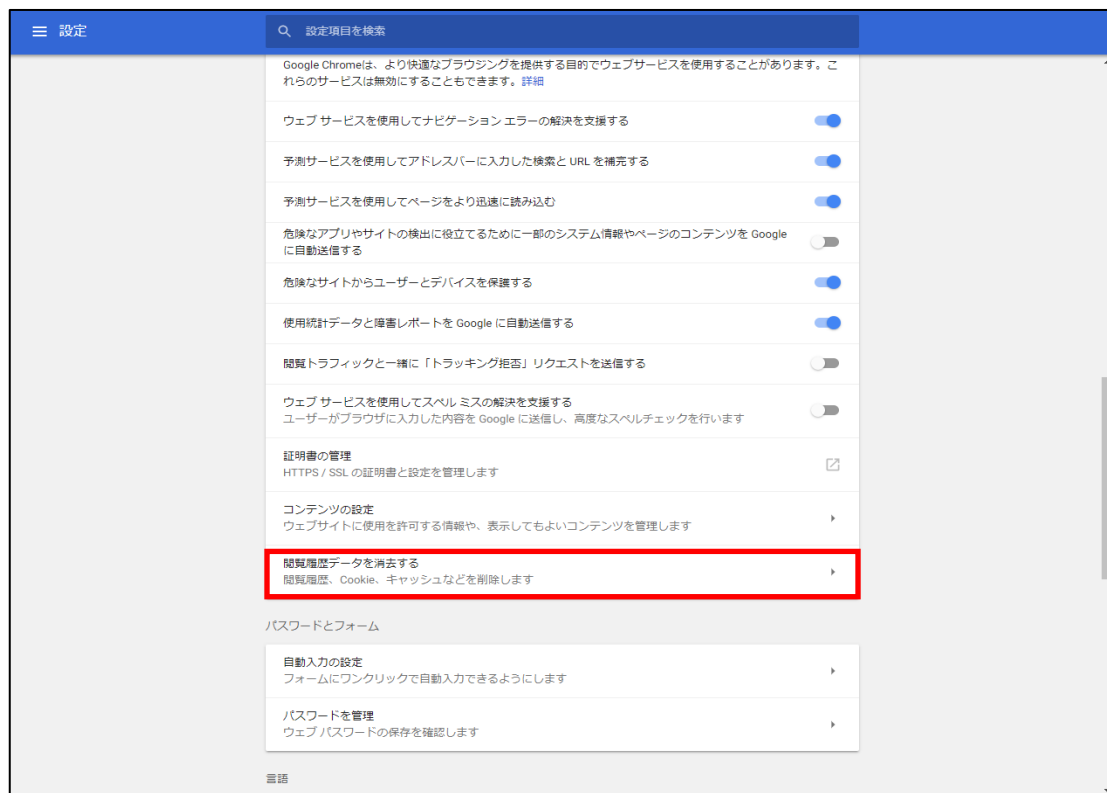 設定
設定項目を検索
Google Chromeは、より快適なブラウジングを提供する目的でウェブサービスを使用することがあります。こ
れらのサービスは無効にすることもできます。詳細
ウェブ サービスを使用してナビゲーション エラーの解決を支援する
予測サービスを使用してアドレスバーに入力した検索と URL を補完する
予測サービスを使用してページをより迅速に読み込む
危険なアプリやサイトの検出に役立てるために一部のシステム情報やページのコンテンツを Google
に自動送信する
危険なサイトからユーザーとデバイスを保護する
使用統計データと障害レポートを Google に自動送信する
閲覧トラフィックと一緒に「トラッキング拒否」リクエストを送信する
ウェブ サービスを使用してスペル ミスの解決を支援する
ユーザーがブラウザに入力した内容を Google に送信し、高度なスペルチェックを行います
証明書の管理
HTTPS / SSL の証明書と設定を管理します
コンテンツの設定
ウェブサイトに使用を許可する情報や、表示してもよいコンテンツを管理します
閲覧履歴データを消去する
閲覧履歴、Cookie、キャッシュなどを削除します
パスワードとフォーム
自動入力の設定
フォームにワンクリックで自動入力できるようにします
パスワードを管理
ウェブ パスワードの保存を確認します
言語